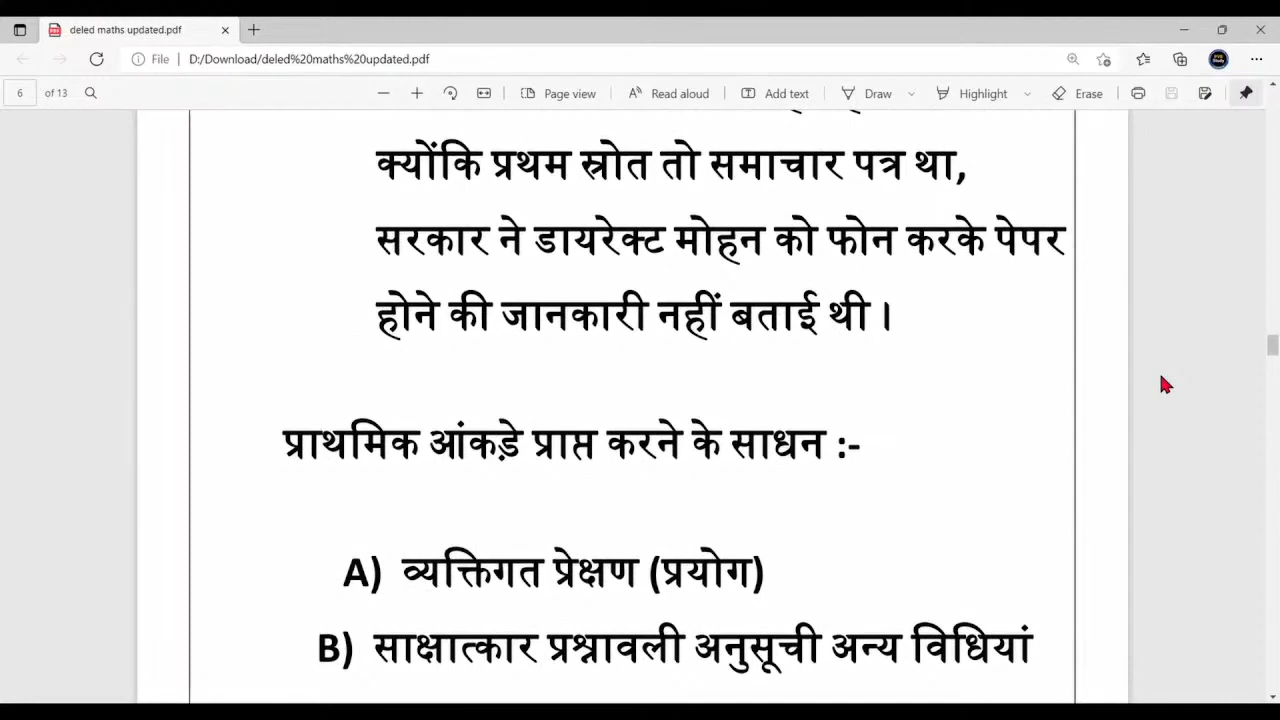 deled maths updated.pdf
File D:/Download/deled%20maths%20updated.pdf
6 of 13 Page view Read aloud Add text Draw Highlight Erase
क्योंकि प्रथम स्रोत तो समाचार पत्र था,
सरकार ने डायरेक्ट मोहन को फोन करके पेपर
होने की जानकारी नहीं बताई थी ।
प्राथमिक आंकड़े प्राप्त करने के साधन :-
A) व्यक्तिगत प्रेक्षण (प्रयोग)
B) साक्षात्कार प्रश्नावली अनुसूची अन्य विधियां